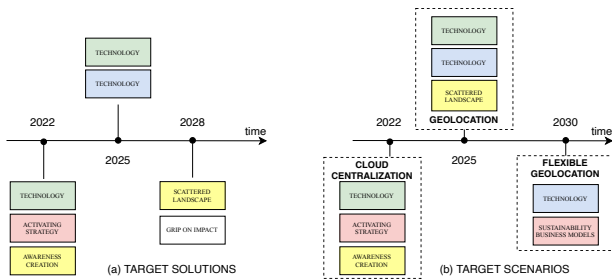 TECHNOLOGY
TECHNOLOGY
2022
2028
time
2025
TECHNOLOGY
ACTIVATING
STRATEGY
AWARENESS
CREATION
SCATTERED
LANDSCAPE
GRIP ON IMPACT
(a) TARGET SOLUTIONS
TECHNOLOGY
TECHNOLOGY
SCATTERED
LANDSCAPE
GEOLOCATION
2022
2030
time
2025
CLOUD
CENTRALIZATION
TECHNOLOGY
ACTIVATING
STRATEGY
AWARENESS
CREATION
FLEXIBLE
GEOLOCATION
TECHNOLOGY
SUSTAINABILITY
BUSINESS MODELS
(b) TARGET SCENARIOS